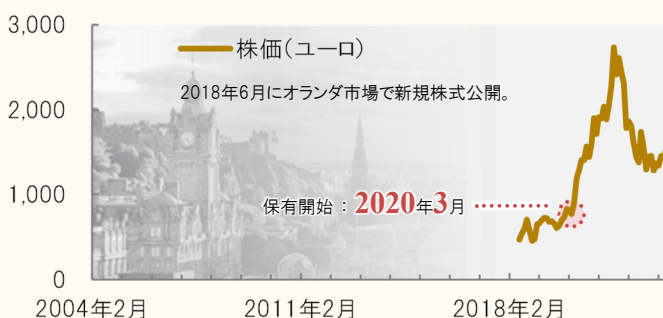 3,000
株価(ユーロ)
2018年6月にオランダ市場で新規株式公開。
2,000
1,000
保有開始：2020年3月
0
2004年2月 2011年2月 2018年2月